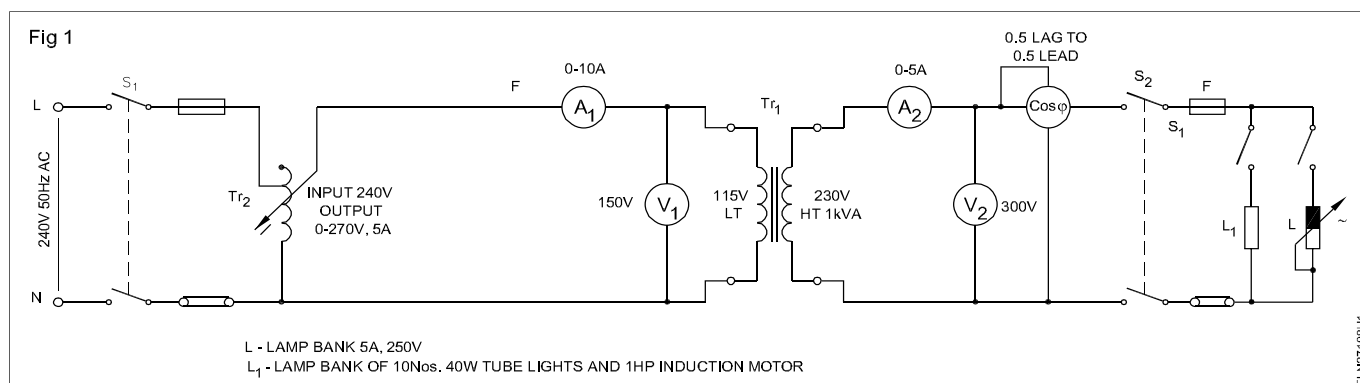 Fig 1
0.5 LAG TO
0.5 LEAD
0-10A
0-5A
F
S1
S2
F
L
A1
Tr1
A2
Cosφ
S1
240V 50Hz AC
Tr2
INPUT 240V
OUTPUT
0-270V, 5A
150V
V1
115V
LT
230V
HT 1kVA
V2
300V
L1
L
~
N
L - LAMP BANK 5A, 250V
L1 - LAMP BANK OF 10Nos. 40W TUBE LIGHTS AND 1HP INDUCTION MOTOR